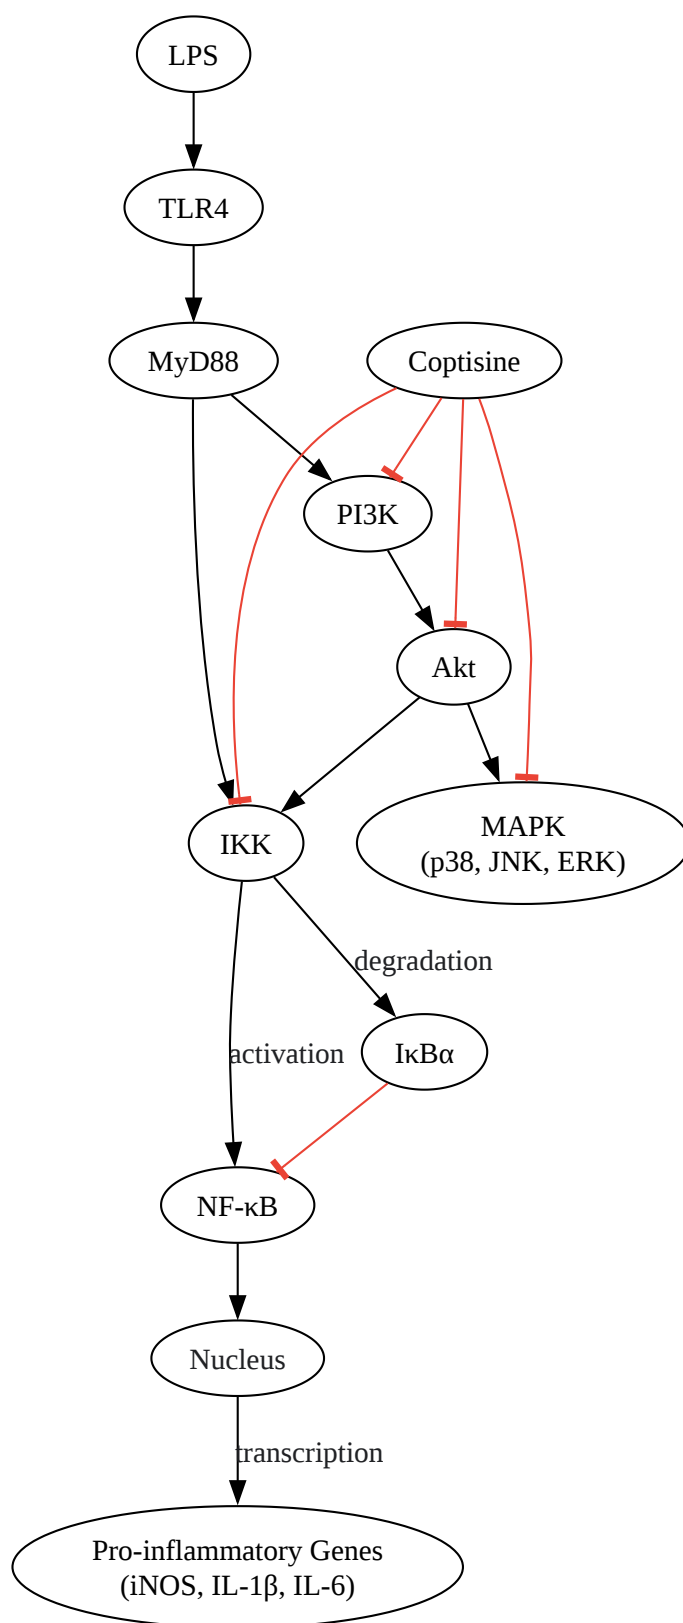 LPS
TLR4
MyD88
Coptisine
PI3K
Akt
MAPK
(p38, JNK, ERK)
IKK
degradation
activation
IκBα
NF-κB
Nucleus
transcription
Pro-inflammatory Genes
(iNOS, IL-1β, IL-6)